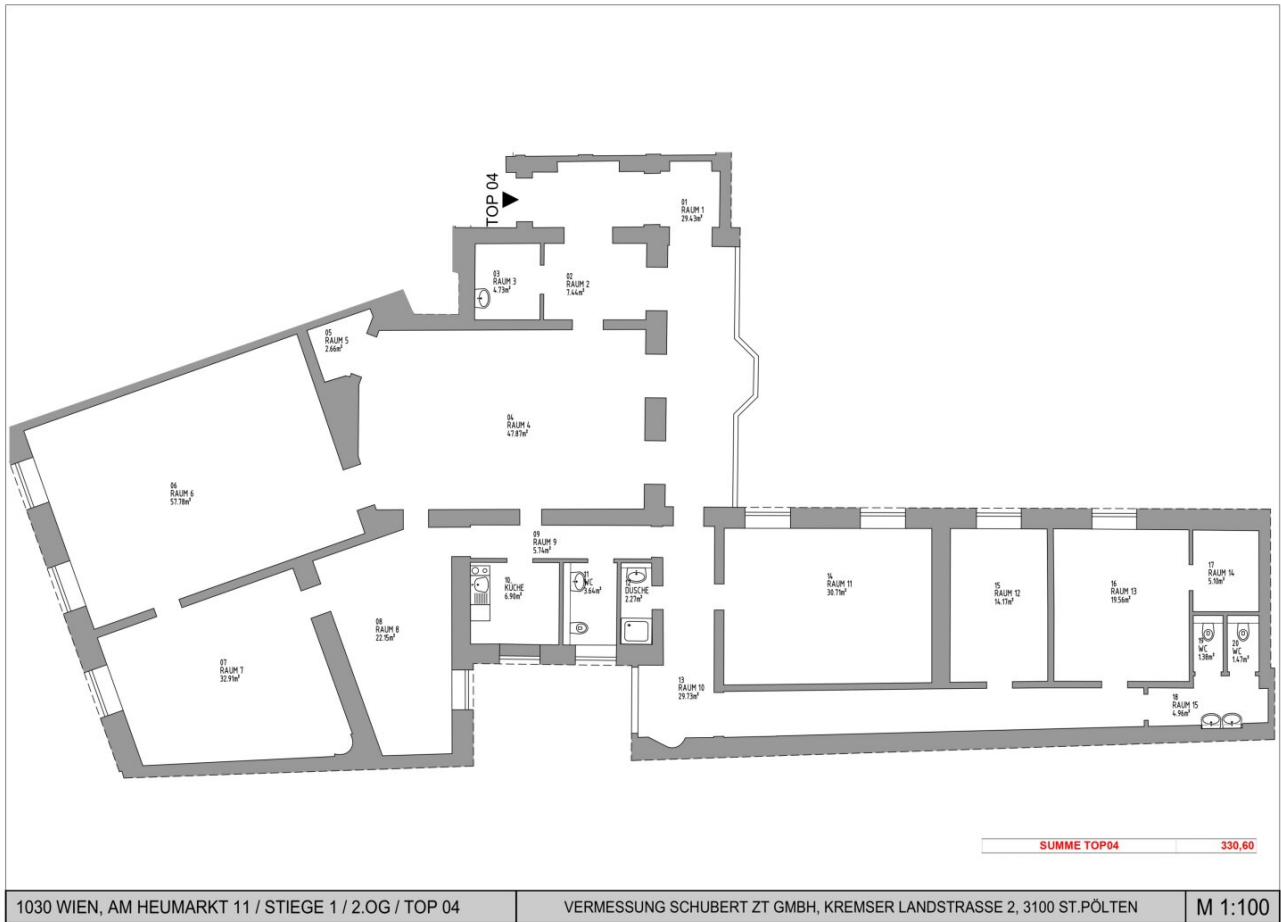 TOP 04
01
RAUM 1
29.43m²
03
RAUM 3
4.73m²
02
RAUM 2
7.44m²
05
RAUM 5
2.66m²
04
RAUM 4
47.87m²
06
RAUM 6
57.78m²
09
RAUM 9
5.74m²
10
KÜCHE
6.90m²
11
WC
3.64m²
12
DUSCHE
2.27m²
14
RAUM 11
30.71m²
15
RAUM 12
14.17m²
16
RAUM 13
19.56m²
17
RAUM 14
5.10m²
08
RAUM 8
22.15m²
07
RAUM 7
32.91m²
13
RAUM 10
29.73m²
19
WC
1.38m²
20
WC
1.47m²
18
RAUM 15
4.96m²
SUMME TOP04 330,60
1030 WIEN, AM HEUMARKT 11 / STIEGE 1 / 2.OG / TOP 04 VERMESSUNG SCHUBERT ZT GMBH, KREMSER LANDSTRASSE 2, 3100 ST.PÖLTEN M 1:100